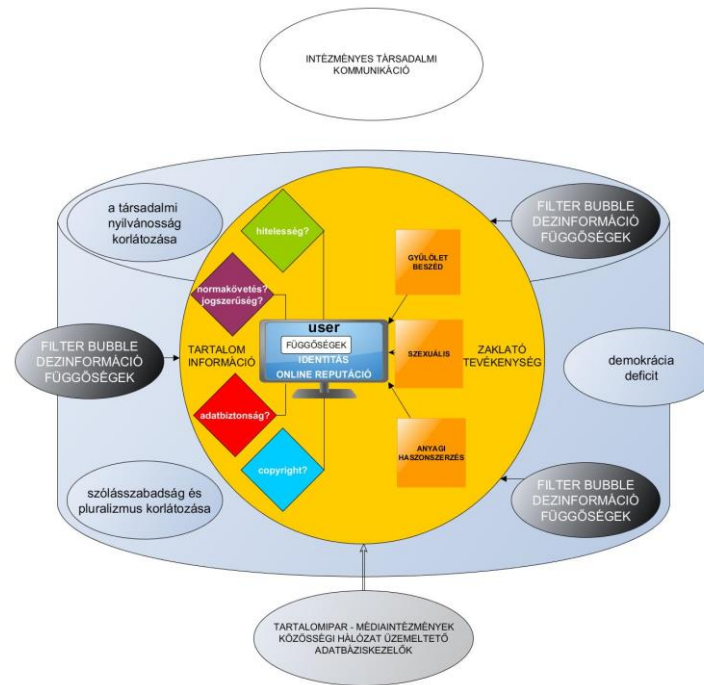 INTÉZMÉNYES TÁRSADALMI
KOMMUNIKÁCIÓ
a társadalmi
nyilvánosság
korlátozása
hitelesség?
FILTER BUBBLE
DEZINFORMÁCIÓ
FÜGGŐSÉGEK
GYŰLÖLET
BESZÉD
normakövetés?
jogszerűség?
FILTER BUBBLE
DEZINFORMÁCIÓ
FÜGGŐSÉGEK
TARTALOM
INFORMÁCIÓ
user
FÜGGŐSÉGEK
IDENTITÁS
ONLINE REPUTÁCIÓ
SZEXUÁLIS
ZAKLATÓ
TEVÉKENYSÉG
demokrácia
deficit
adatbiztonság?
copyright?
ANYAGI
HASZONSZERZÉS
szólásszabadság és
pluralizmus korlátozása
FILTER BUBBLE
DEZINFORMÁCIÓ
FÜGGŐSÉGEK
TARTALOMIPAR - MÉDIAINTÉZMÉNYEK
KÖZÖSSÉGI HÁLÓZAT ÜZEMELTETŐ
ADATBÁZISKEZELŐK